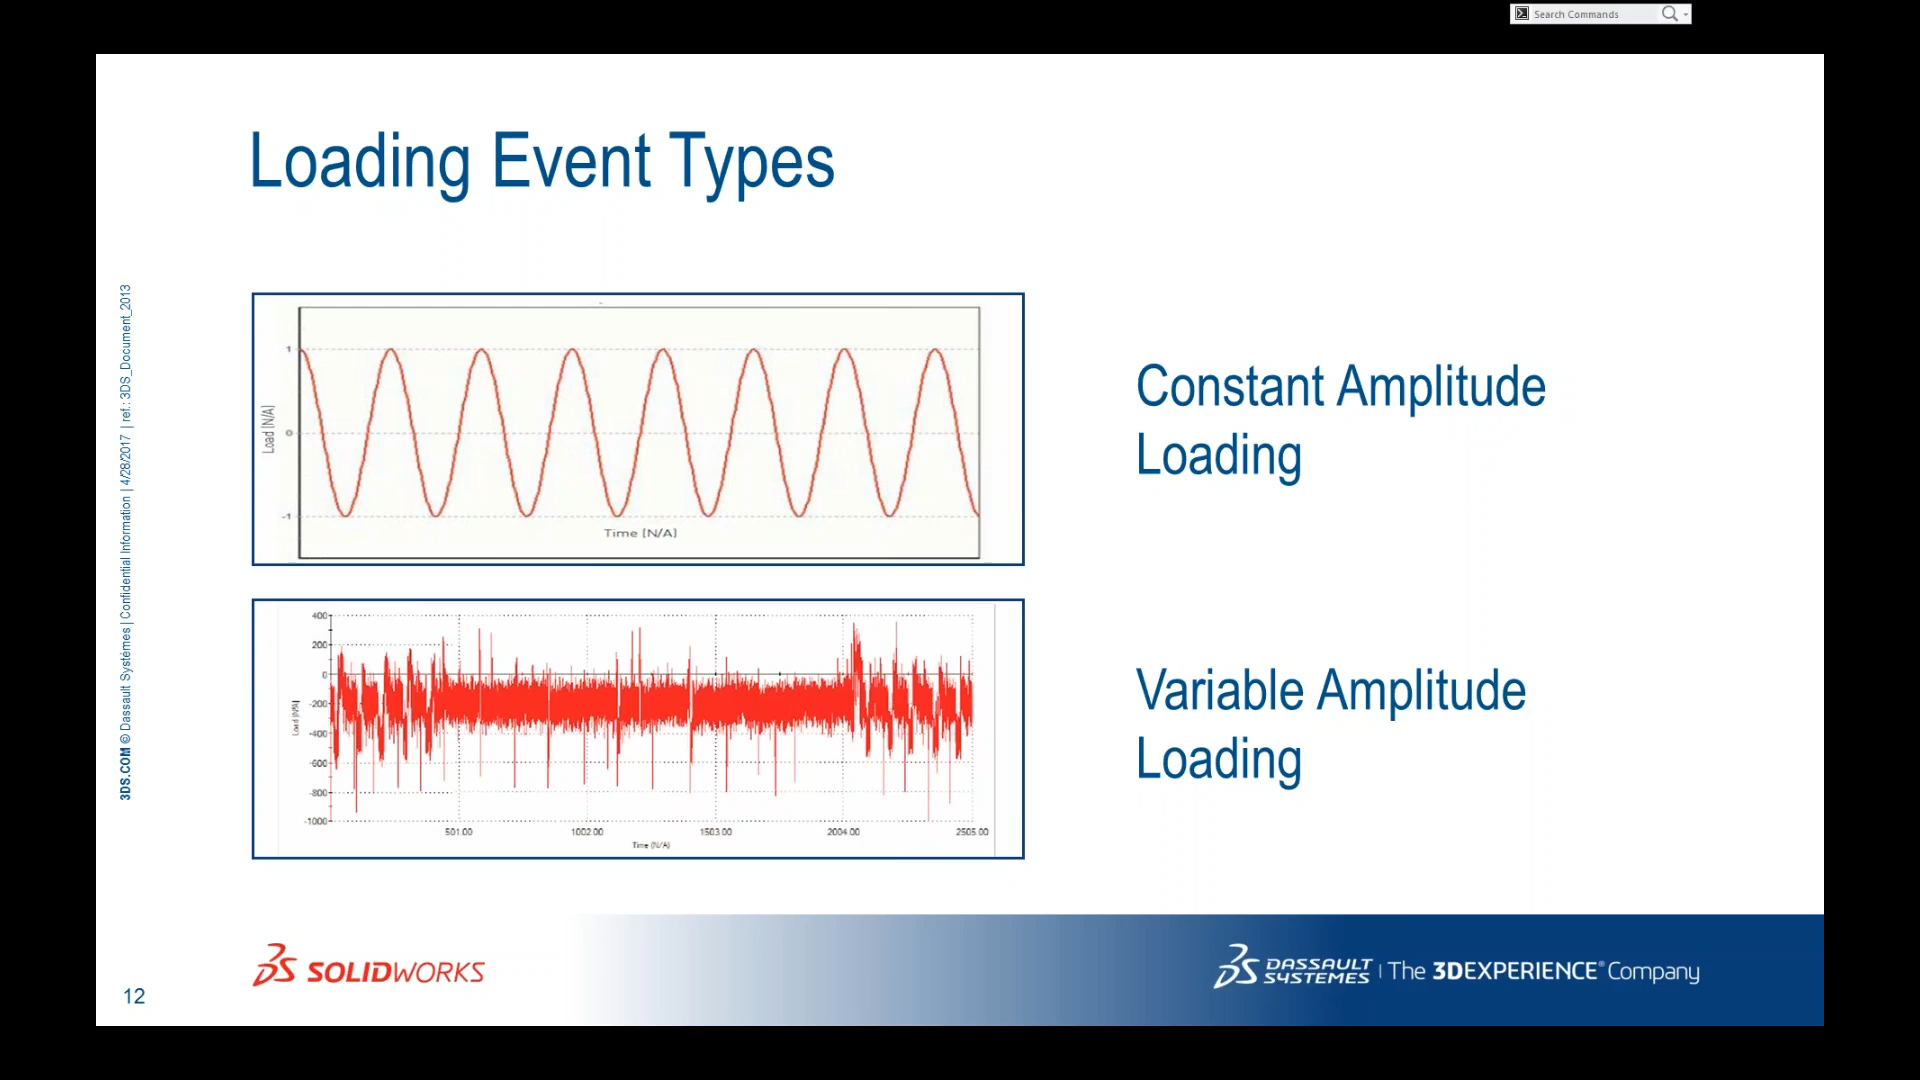 Search Commands
Loading Event Types
3DS.COM © Dassault Systèmes | Confidential Information | 4/28/2017 | ref.: 3DS_Document_2013
1
0
-1
Load [N/A]
Time [N/A]
Constant Amplitude
Loading
400
200
0
-200
-400
-600
-800
-1000
Load [N/A]
501.00 1002.00 1503.00 2004.00 2505.00
Time [N/A]
Variable Amplitude
Loading
SOLIDWORKS
DASSAULT
SYSTEMES
The 3DEXPERIENCE® Company
12